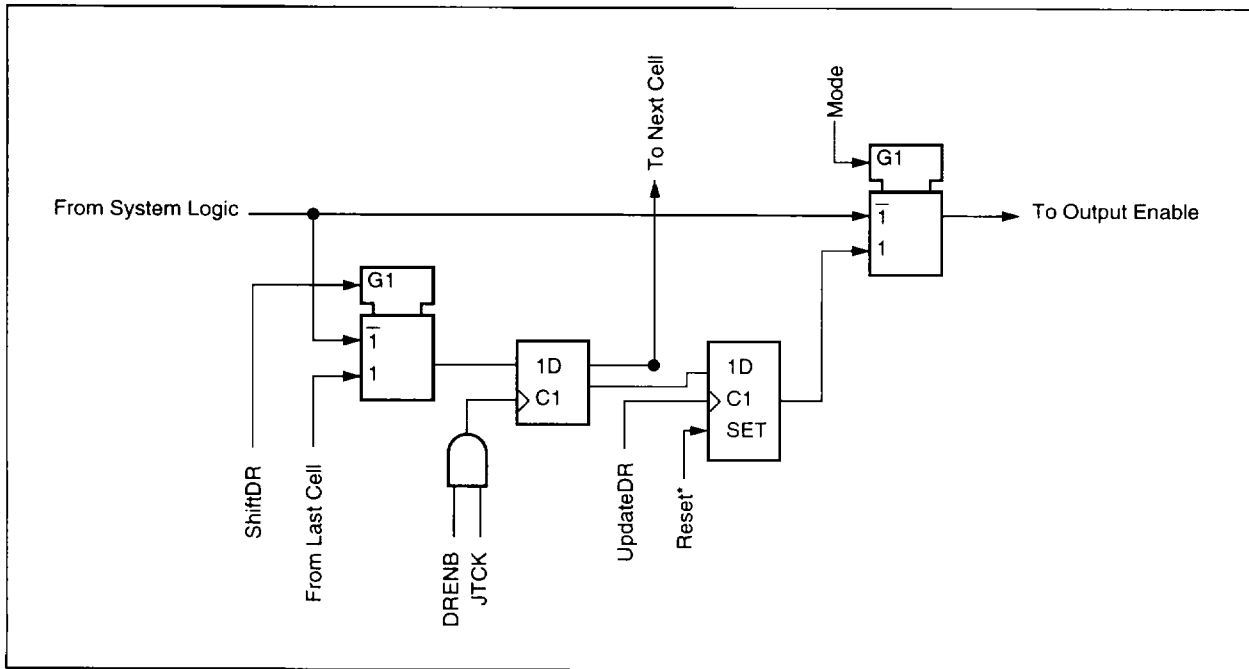 To Next Cell
Mode
G1
From System Logic
1
1
To Output Enable
G1
1
1
1D
C1
1D
C1
SET
ShiftDR
From Last Cell
DRENB
JTCK
UpdateDR
Reset*